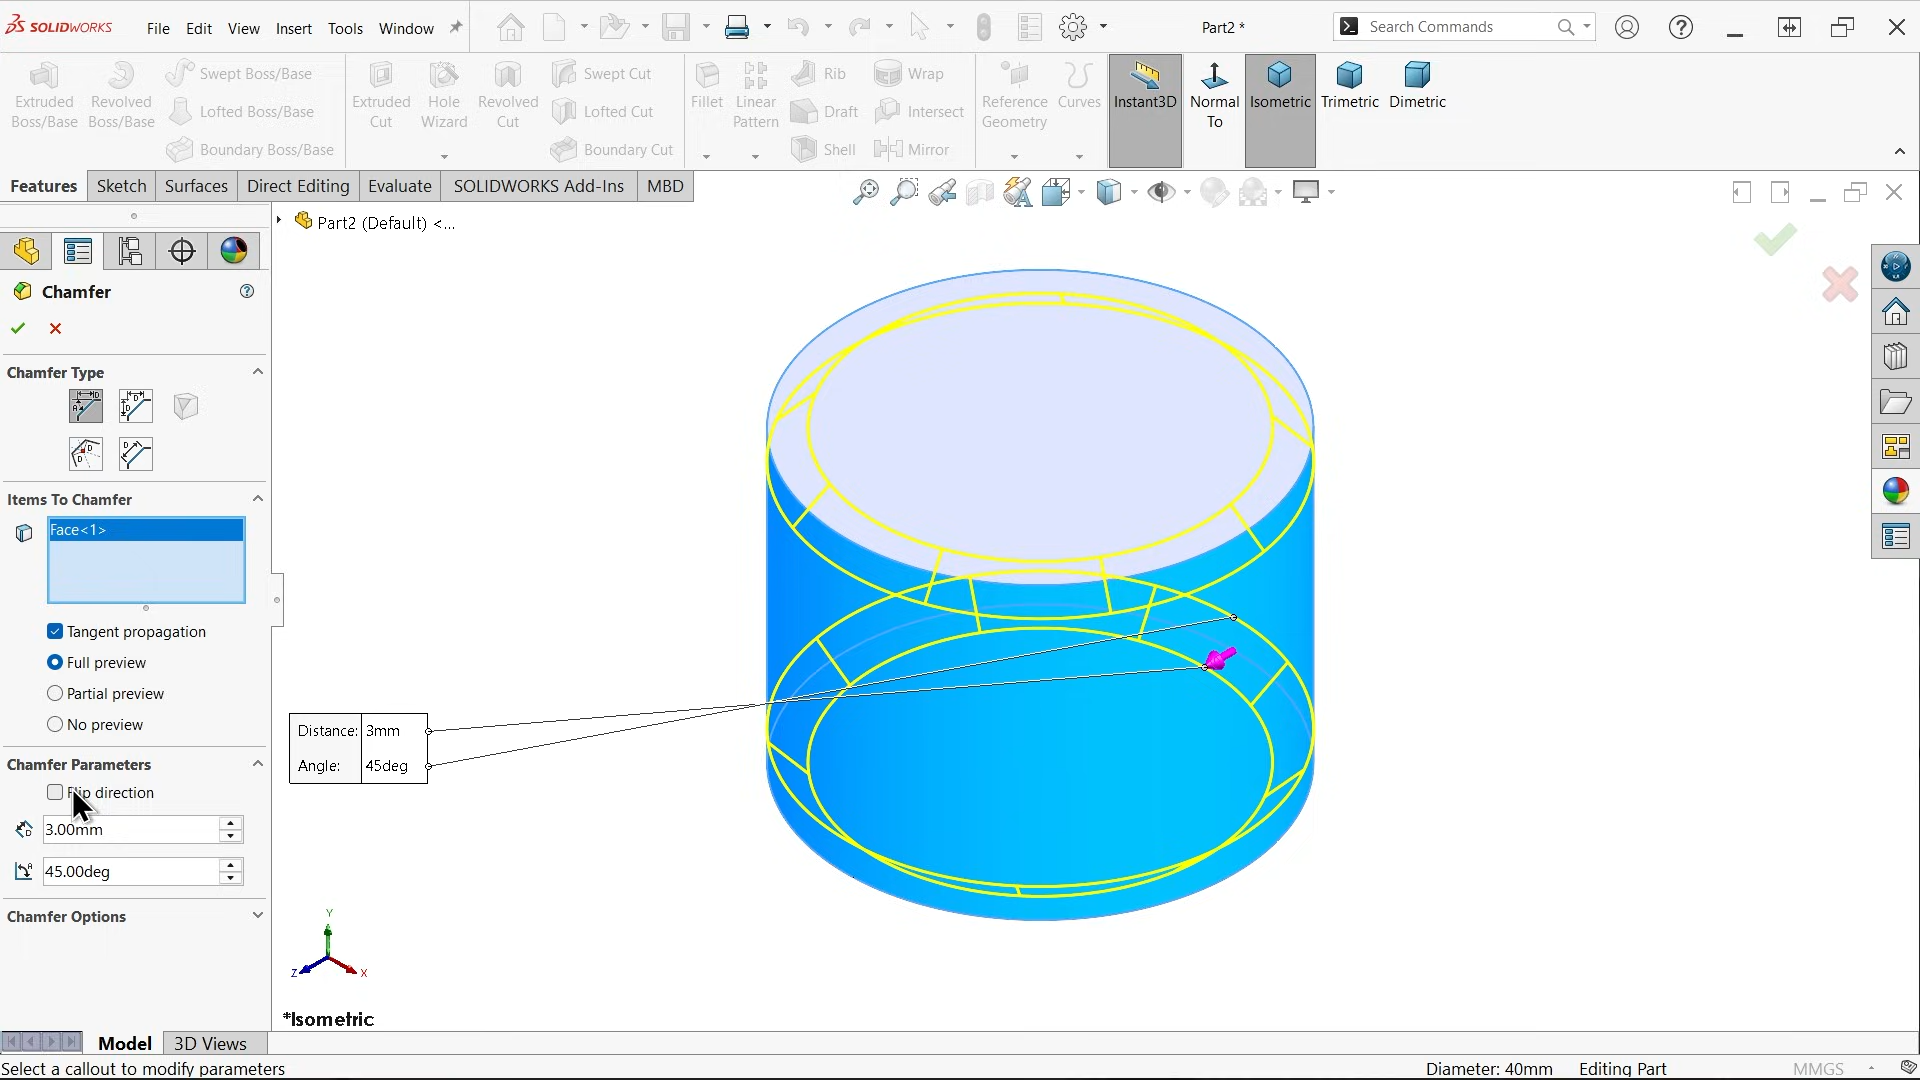 SOLIDWORKS File Edit View Insert Tools Window Part2 * Search Commands
Extruded Boss/Base
Revolved Boss/Base
Swept Boss/Base
Lofted Boss/Base
Boundary Boss/Base
Extruded Cut
Hole Wizard
Revolved Cut
Swept Cut
Lofted Cut
Boundary Cut
Fillet
Linear Pattern
Rib
Draft
Shell
Wrap
Intersect
Mirror
Reference Geometry
Curves
Instant3D
Normal To
Isometric
Trimetric
Dimetric
Features Sketch Surfaces Direct Editing Evaluate SOLIDWORKS Add-Ins MBD
Part2 (Default) <...
Chamfer
Chamfer Type
Items To Chamfer
Face<1>
Tangent propagation
Full preview
Partial preview
No preview
Chamfer Parameters
Flip direction
3.00mm
45.00deg
Chamfer Options
Distance: 3mm
Angle: 45deg
Y
Z X
*Isometric
Model 3D Views
Select a callout to modify parameters Diameter: 40mm Editing Part MMGS